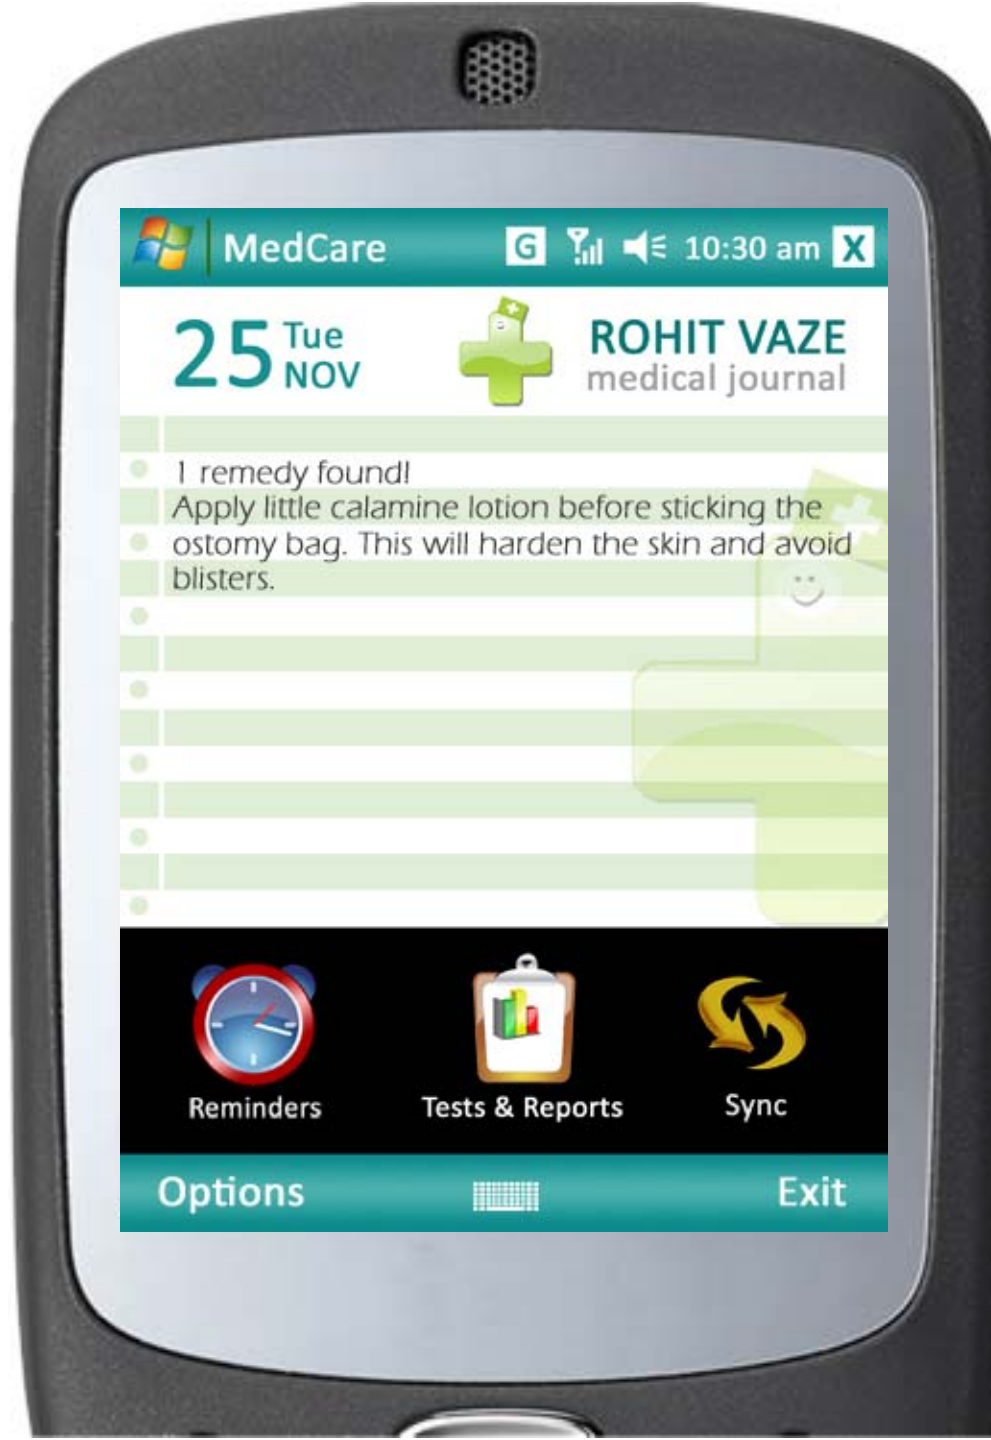 MedCare G 10:30 am X
25 Tue NOV
ROHIT VAZE
medical journal
1 remedy found!
Apply little calamine lotion before sticking the
ostomy bag. This will harden the skin and avoid
blisters.
Reminders Tests & Reports Sync
Options Exit